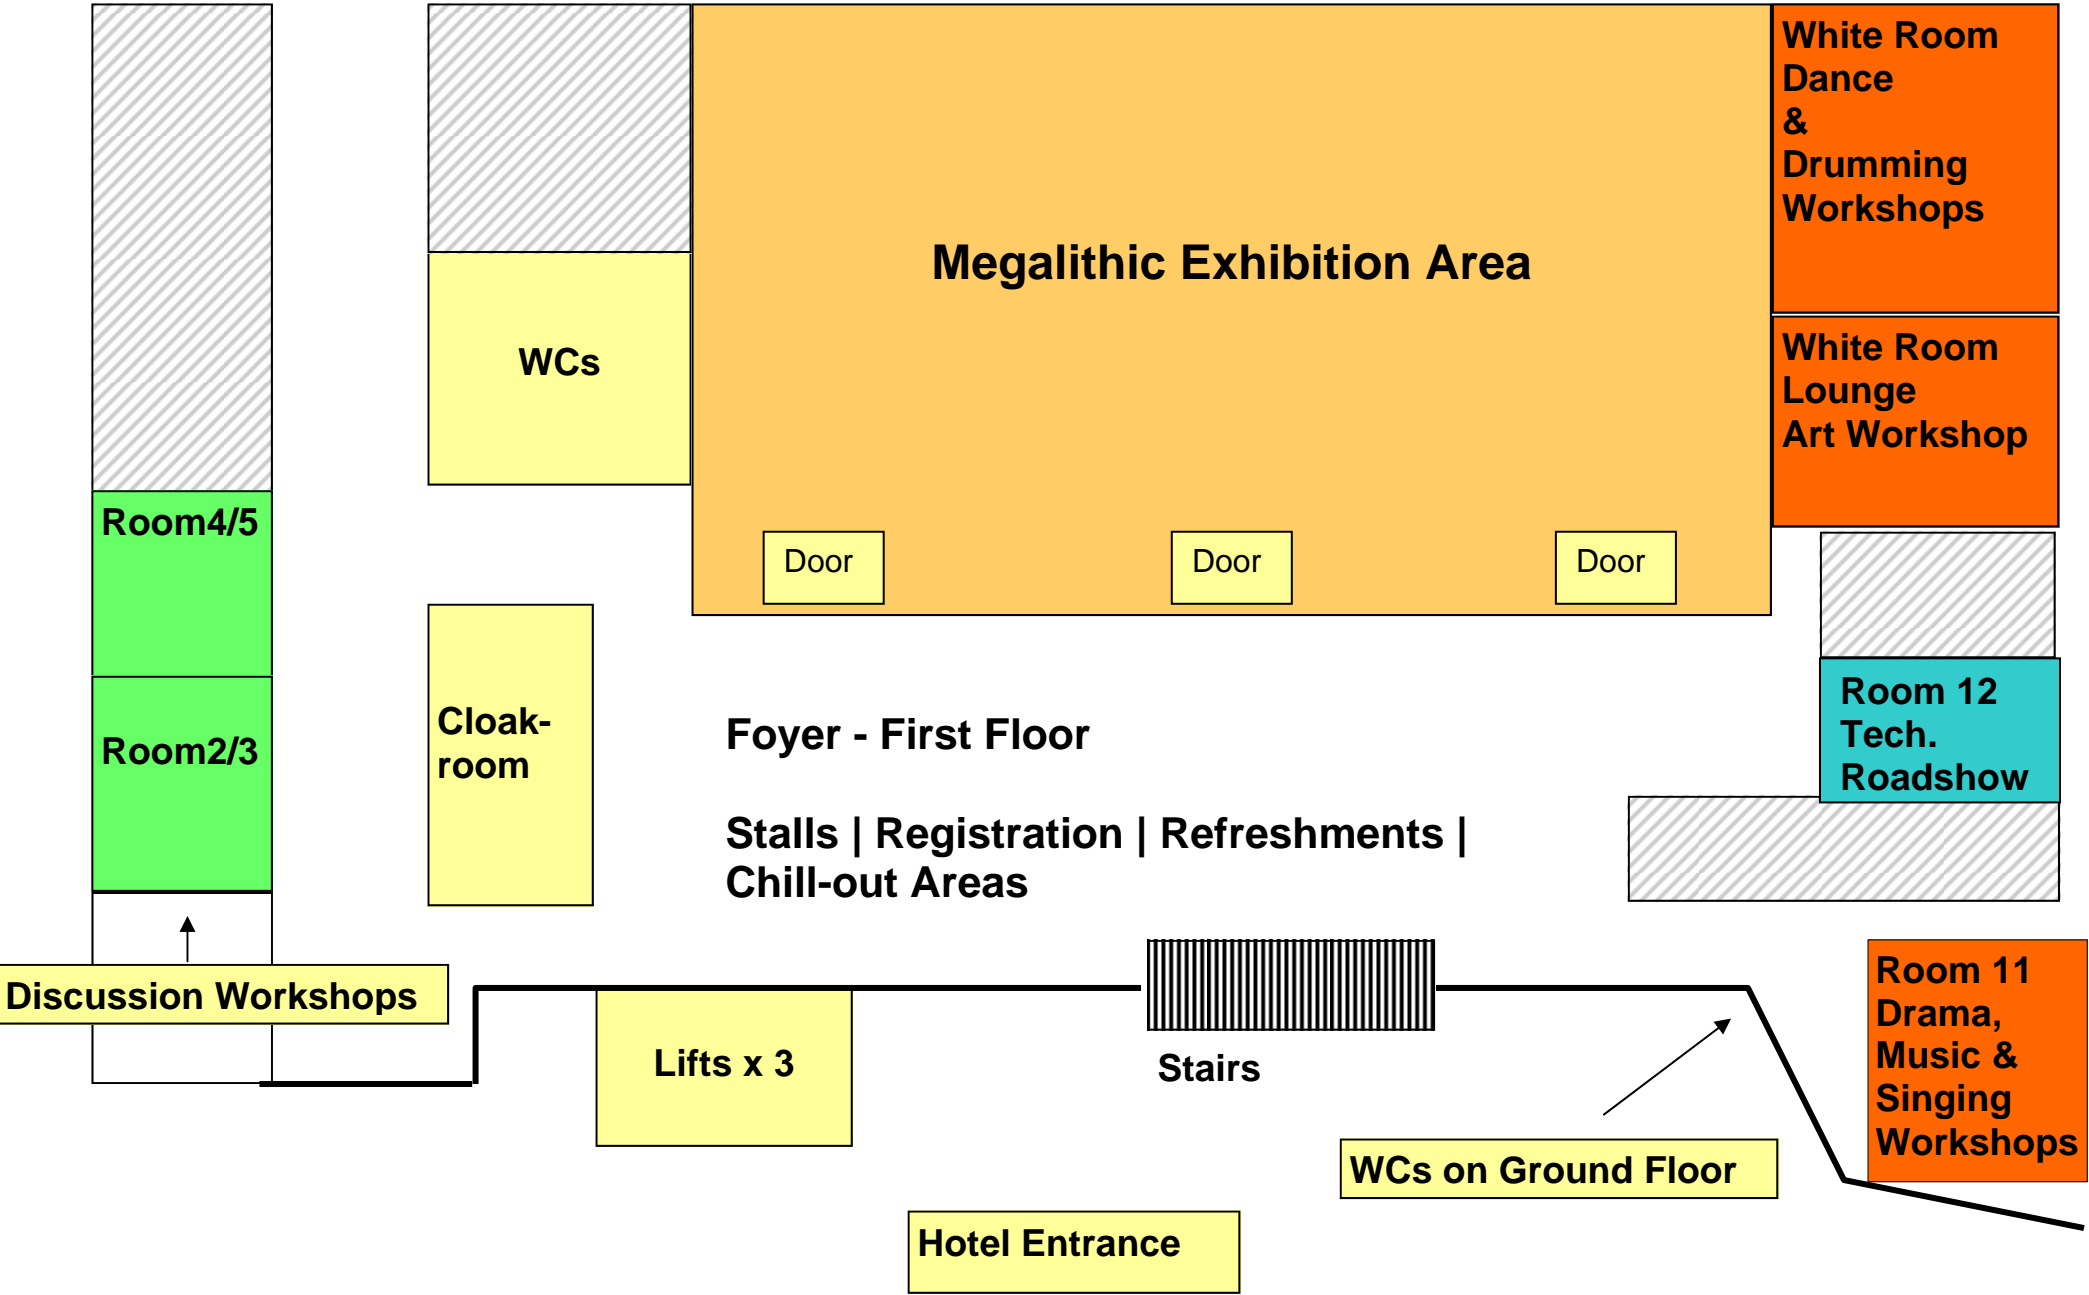 White Room
Dance
&
Drumming
Workshops
Megalithic Exhibition Area
WCs
White Room
Lounge
Art Workshop
Room4/5
Door
Door
Door
Room2/3
Cloak-
room
Foyer - First Floor
Stalls | Registration | Refreshments |
Chill-out Areas
Room 12
Tech.
Roadshow
Discussion Workshops
Lifts x 3
Stairs
Room 11
Drama,
Music &
Singing
Workshops
WCs on Ground Floor
Hotel Entrance